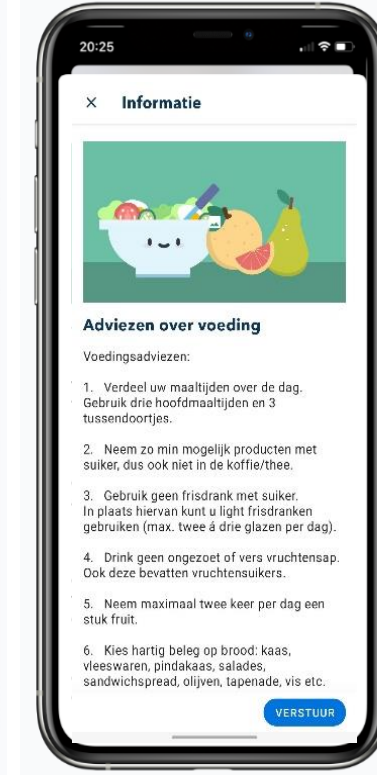 20:25
× Informatie
Adviezen over voeding
Voedingsadviezen:
1. Verdeel uw maaltijden over de dag.
Gebruik drie hoofdmaaltijden en 3
tussendoortjes.
2. Neem zo min mogelijk producten met
suiker, dus ook niet in de koffie/thee.
3. Gebruik geen frisdrank met suiker.
In plaats hiervan kunt u light frisdranken
gebruiken (max. twee á drie glazen per dag).
4. Drink geen ongezoet of vers vruchtensap.
Ook deze bevatten vruchtensuikers.
5. Neem maximaal twee keer per dag een
stuk fruit.
6. Kies hartig beleg op brood: kaas,
vleeswaren, pindakaas, salades,
sandwichspread, olijven, tapenade, vis etc.
VERSTUUR